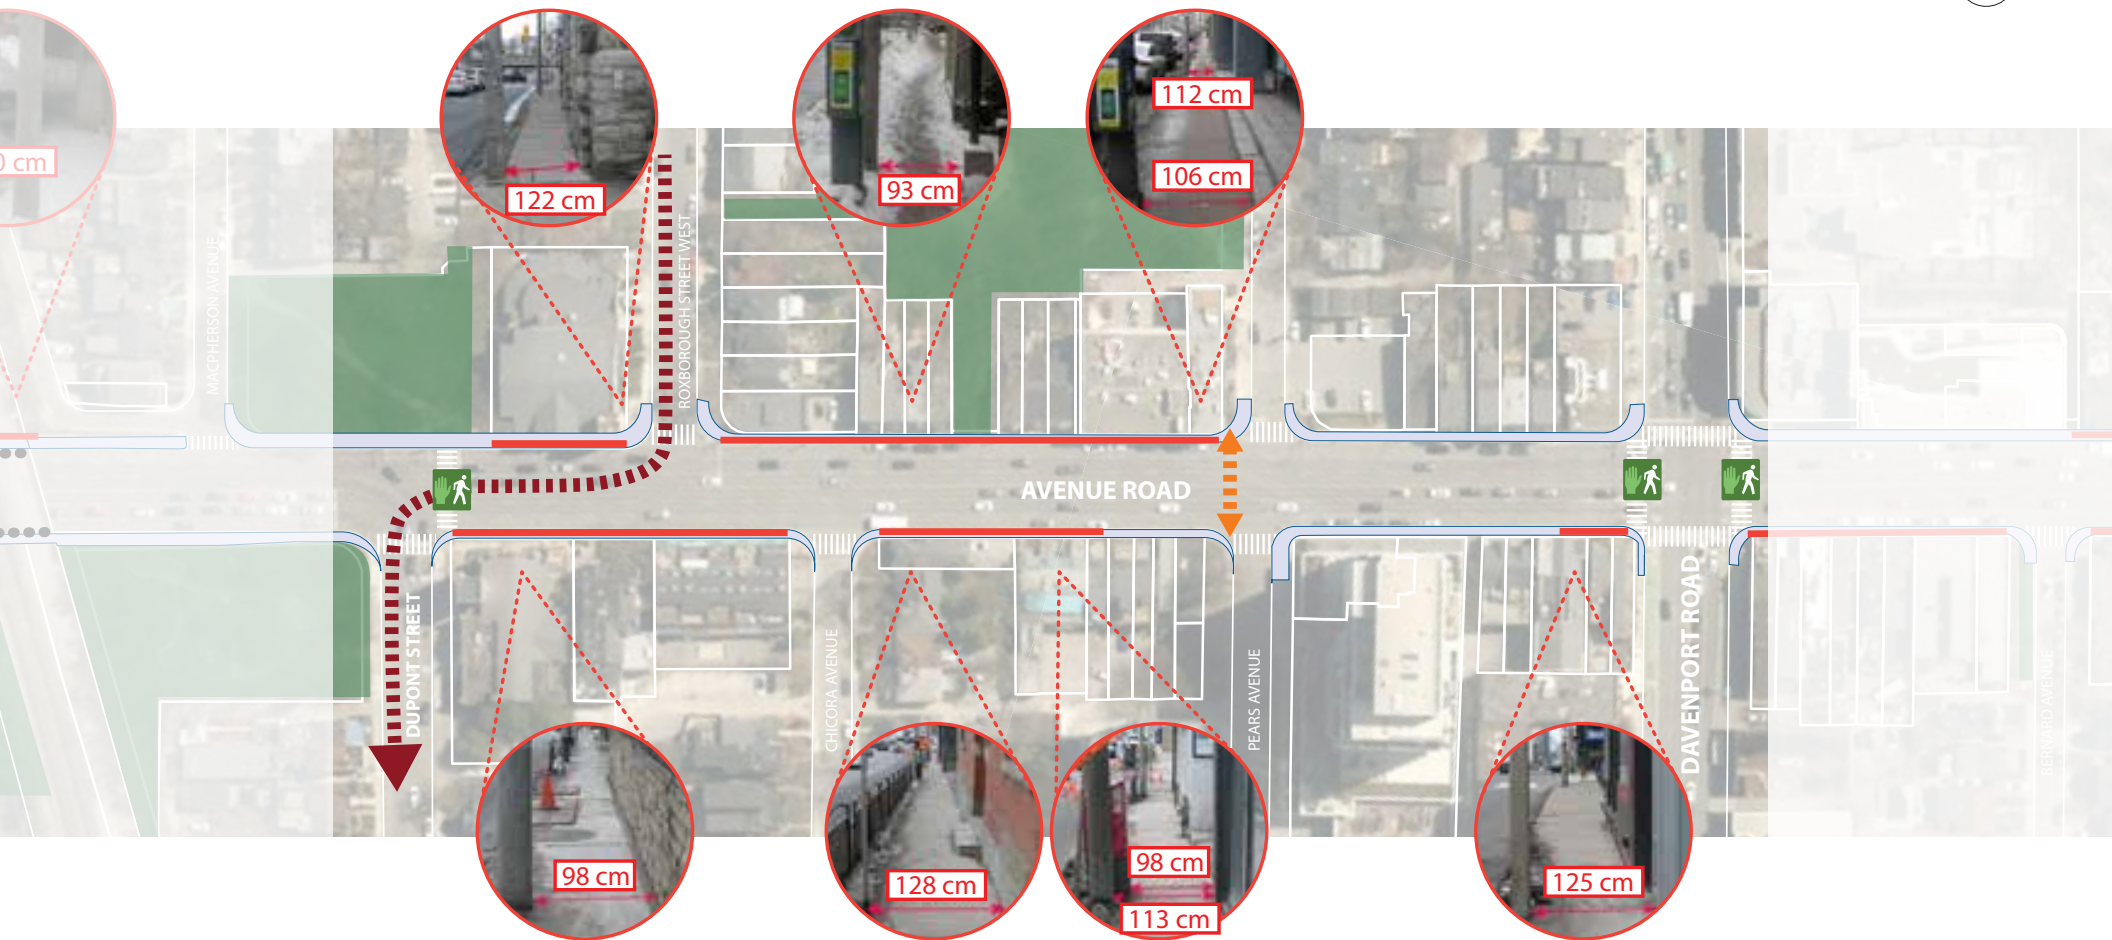 122 cm
93 cm
112 cm
106 cm
0 cm
MACPHERSON AVENUE
ROXBOROUGH STREET WEST
AVENUE ROAD
DUPONT STREET
CHICORA AVENUE
PEARS AVENUE
DAVENPORT ROAD
BERNARD AVENUE
98 cm
128 cm
98 cm
113 cm
125 cm